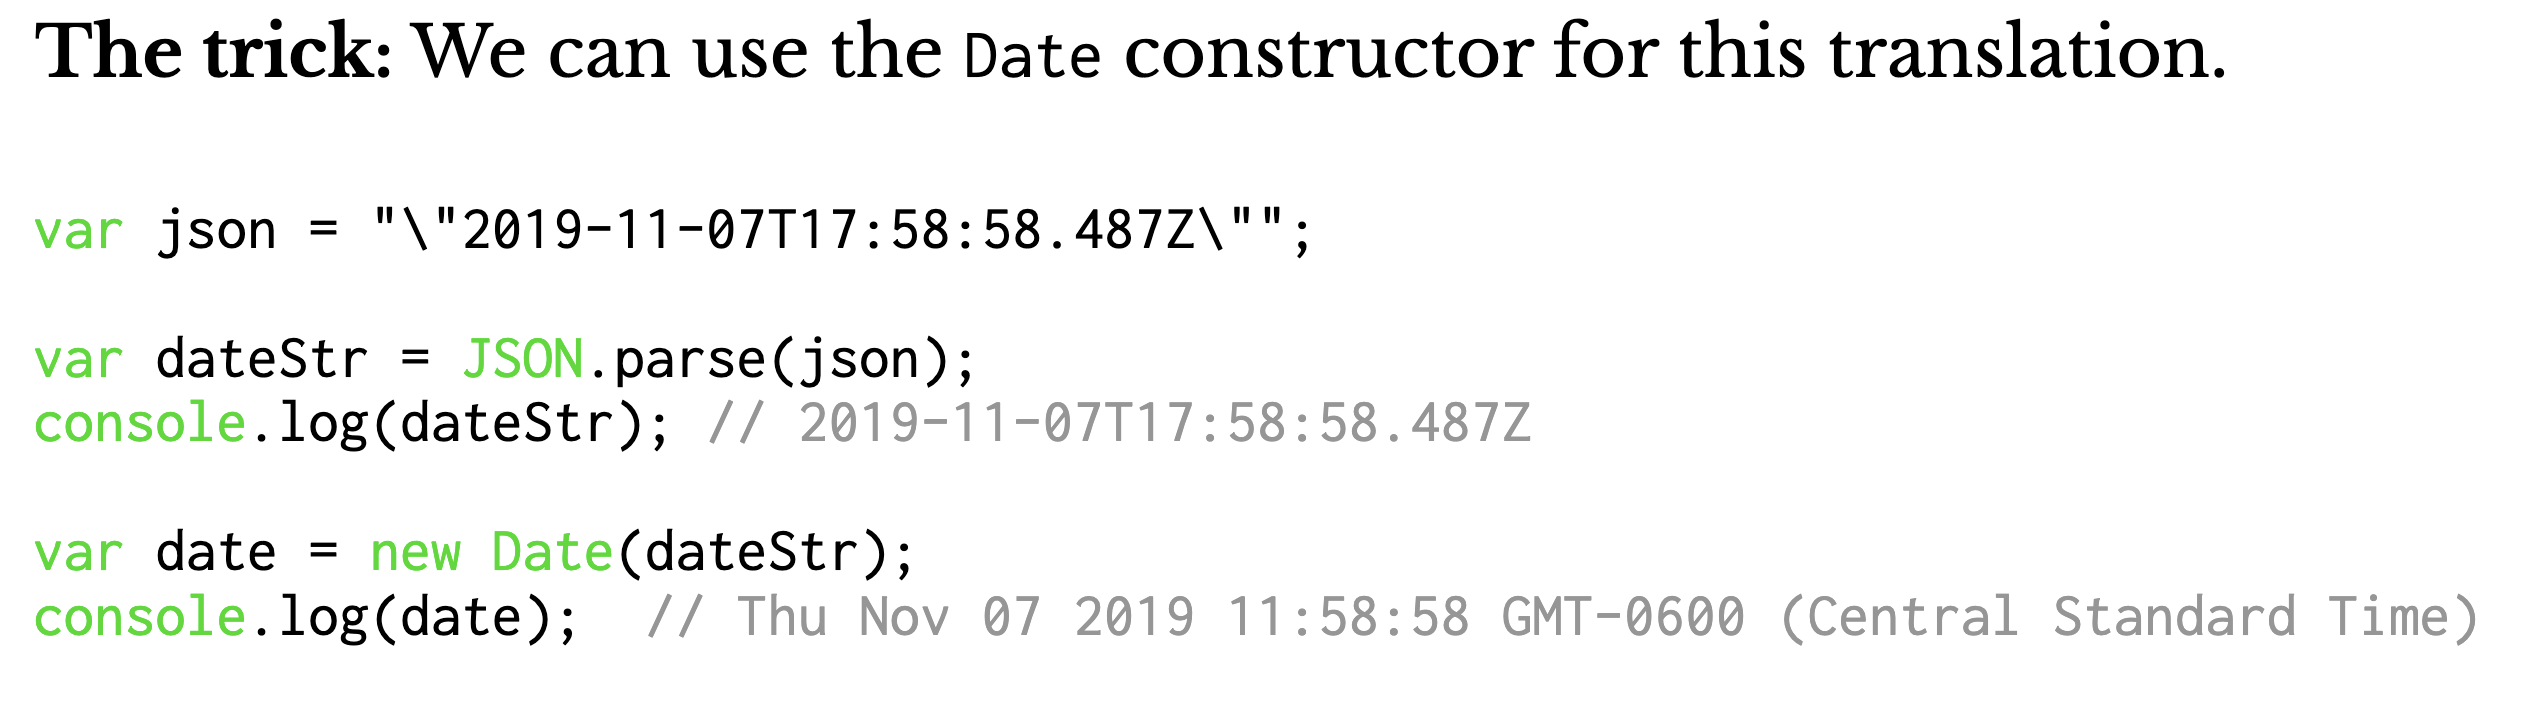 The trick: We can use the Date constructor for this translation.
var json = "\"2019-11-07T17:58:58.487Z\"";
var dateStr = JSON.parse(json);
console.log(dateStr); // 2019-11-07T17:58:58.487Z
var date = new Date(dateStr);
console.log(date);  // Thu Nov 07 2019 11:58:58 GMT-0600 (Central Standard Time)